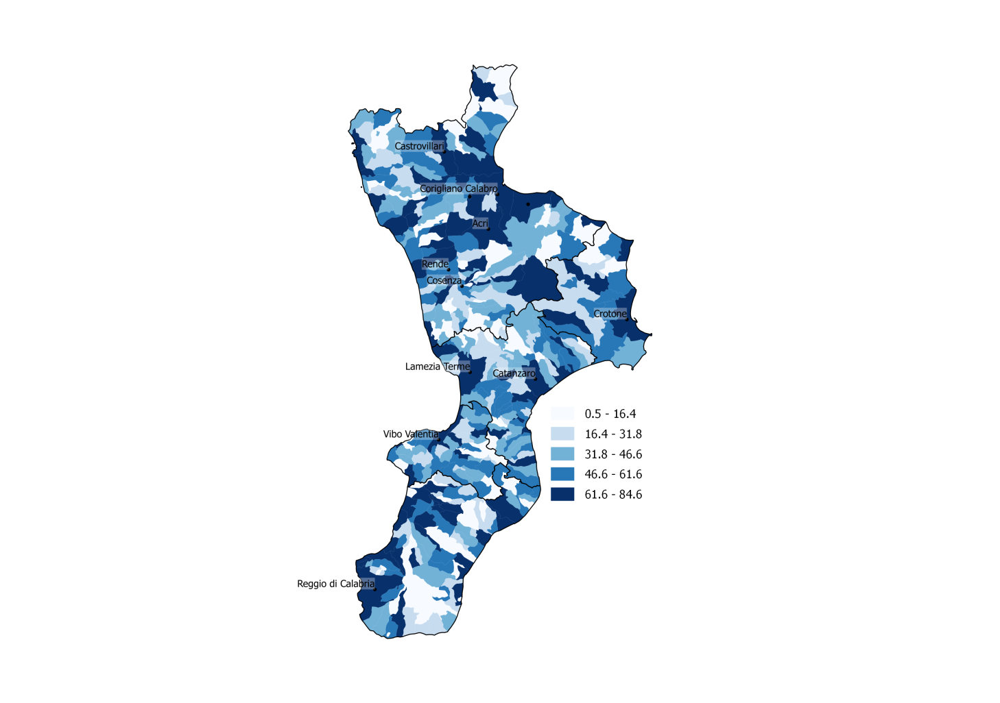 Castrovillari
Corigliano Calabro
Acri
Rende
Cosenza
Crotone
Lamezia Terme
Catanzaro
Vibo Valentia
Reggio di Calabria
0.5 - 16.4
16.4 - 31.8
31.8 - 46.6
46.6 - 61.6
61.6 - 84.6